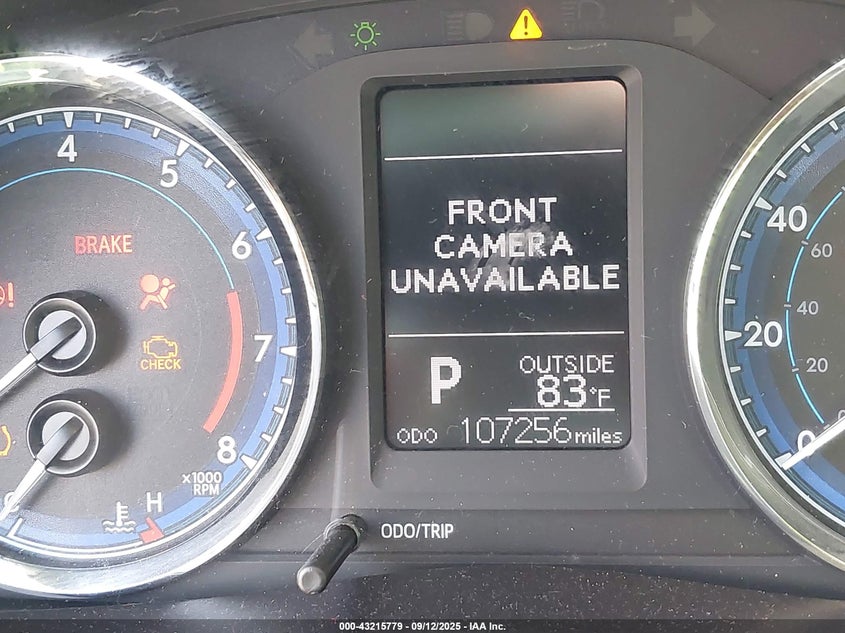 4
5
6
7
8
x1000
RPM
BRAKE
CHECK
H
FRONT
CAMERA
UNAVAILABLE
P
OUTSIDE
83°F
ODO 107256 miles
ODO/TRIP
40
20
0
60
40
20
000-43215779 - 09/12/2025 - IAA Inc.